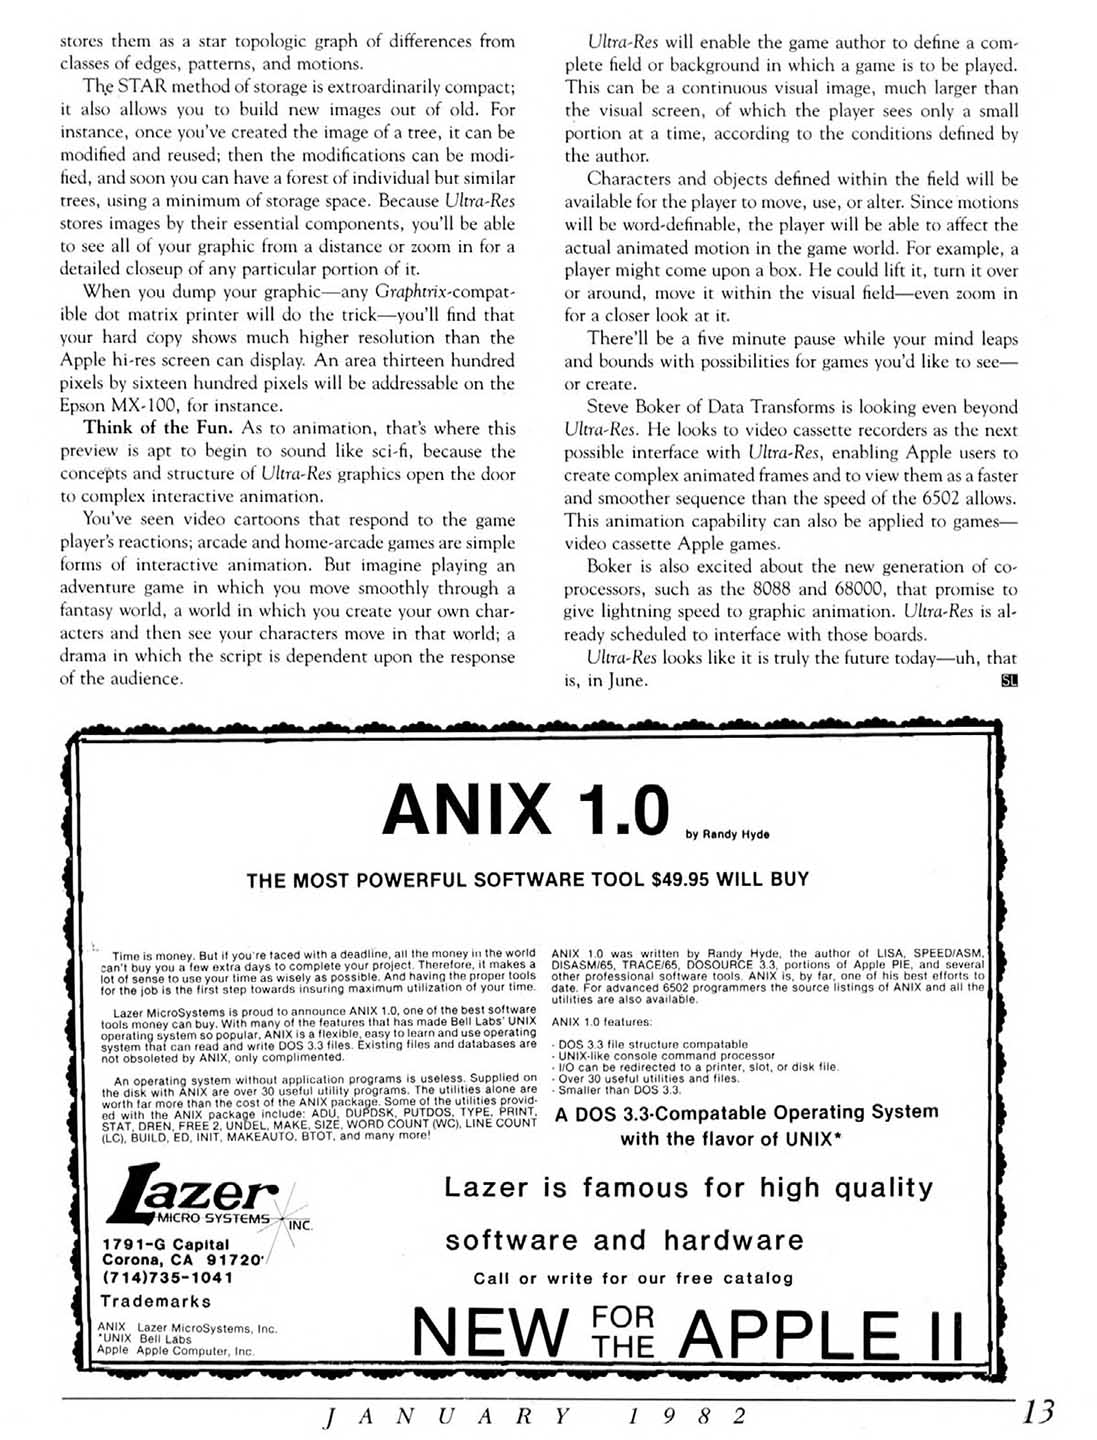 stores them as a star topologic graph of differences from
classes of edges, patterns, and motions.
The STAR method of storage is extroardinarily compact;
it also allows you to build new images out of old. For
instance, once you've created the image of a tree, it can be
modified and reused; then the modifications can be modi-
fied, and soon you can have a forest of individual but similar
trees, using a minimum of storage space. Because Ultra-Res
stores images by their essential components, you'll be able
to see all of your graphic from a distance or zoom in for a
detailed closeup of any particular portion of it.
When you dump your graphic—any Graphtrix-compat-
ible dot matrix printer will do the trick—you'll find that
your hard copy shows much higher resolution than the
Apple hi-res screen can display. An area thirteen hundred
pixels by sixteen hundred pixels will be addressable on the
Epson MX-100, for instance.
Think of the Fun. As to animation, that's where this
preview is apt to begin to sound like sci-fi, because the
concepts and structure of Ultra-Res graphics open the door
to complex interactive animation.
You've seen video cartoons that respond to the game
player's reactions; arcade and home-arcade games are simple
forms of interactive animation. But imagine playing an
adventure game in which you move smoothly through a
fantasy world, a world in which you create your own char-
acters and then see your characters move in that world; a
drama in which the script is dependent upon the response
of the audience.
Ultra-Res will enable the game author to define a com-
plete field or background in which a game is to be played.
This can be a continuous visual image, much larger than
the visual screen, of which the player sees only a small
portion at a time, according to the conditions defined by
the author.
Characters and objects defined within the field will be
available for the player to move, use, or alter. Since motions
will be word-definable, the player will be able to affect the
actual animated motion in the game world. For example, a
player might come upon a box. He could lift it, turn it over
or around, move it within the visual field—even zoom in
for a closer look at it.
There'll be a five minute pause while your mind leaps
and bounds with possibilities for games you'd like to see—
or create.
Steve Boker of Data Transforms is looking even beyond
Ultra-Res. He looks to video cassette recorders as the next
possible interface with Ultra-Res, enabling Apple users to
create complex animated frames and to view them as a faster
and smoother sequence than the speed of the 6502 allows.
This animation capability can also be applied to games—
video cassette Apple games.
Boker is also excited about the new generation of co-
processors, such as the 8088 and 68000, that promise to
give lightning speed to graphic animation. Ultra-Res is al-
ready scheduled to interface with those boards.
Ultra-Res looks like it is truly the future today—uh, that
is, in June. SL
ANIX 1.0 by Randy Hyde
THE MOST POWERFUL SOFTWARE TOOL $49.95 WILL BUY
Time is money. But if you're faced with a deadline, all the money in the world
can't buy you a few extra days to complete your project. Therefore, it makes a
lot of sense to use your time as wisely as possible. And having the proper tools
for the job is the first step towards insuring maximum utilization of your time.
Lazer MicroSystems is proud to announce ANIX 1.0, one of the best software
tools money can buy. With many of the features that has made Bell Labs' UNIX
operating system so popular, ANIX is a flexible, easy to learn and use operating
system that can read and write DOS 3.3 files. Existing files and databases are
not obsoleted by ANIX, only complimented.
An operating system without application programs is useless. Supplied on
the disk with ANIX are over 30 useful utility programs. The utilities alone are
worth far more than the cost of the ANIX package. Some of the utilities provid-
ed with the ANIX package include: ADU, DUPDSK, PUTDOS, TYPE, PRINT,
STAT, DREN, FREE 2, UNDEL, MAKE, SIZE, WORD COUNT (WC), LINE COUNT
(LC), BUILD, ED, INIT, MAKEAUTO, BTOT, and many more!
ANIX 1.0 was written by Randy Hyde, the author of LISA, SPEED/ASM,
DISASM/65, TRACE/65, DOSOURCE 3.3, portions of Apple PIE, and several
other professional software tools. ANIX is, by far, one of his best efforts to
date. For advanced 6502 programmers the source listings of ANIX and all the
utilities are also available.
ANIX 1.0 features:
· DOS 3.3 file structure compatable
· UNIX-like console command processor
· I/O can be redirected to a printer, slot, or disk file.
· Over 30 useful utilities and files.
· Smaller than DOS 3.3.
A DOS 3.3-Compatable Operating System
with the flavor of UNIX*
Lazer
MICRO SYSTEMS INC.
1791-G Capital
Corona, CA 91720
(714)735-1041
Trademarks
ANIX Lazer MicroSystems, Inc.
*UNIX Bell Labs
Apple Apple Computer, Inc.
Lazer is famous for high quality
software and hardware
Call or write for our free catalog
NEW FOR THE APPLE II
JANUARY 1982 13